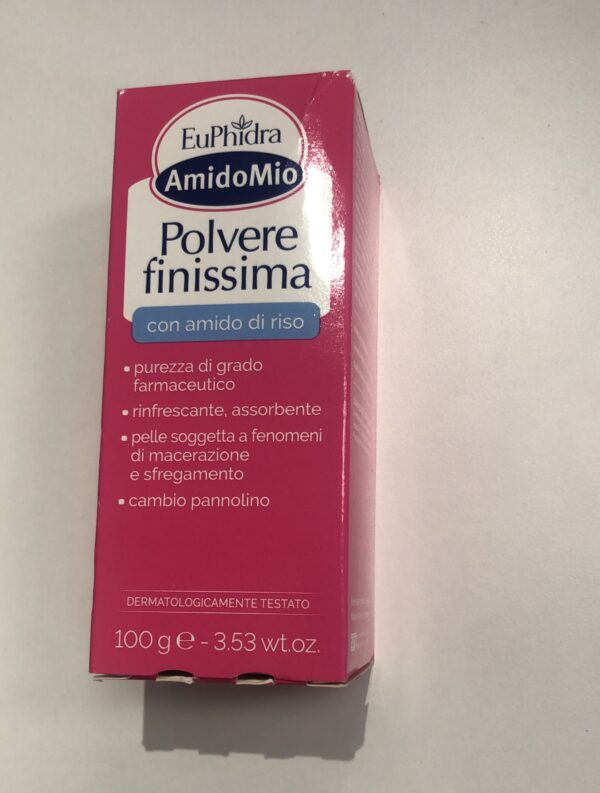 EuPhidra
AmidoMio
Polvere
finissima
con amido di riso
• purezza di grado
farmaceutico
• rinfrescante, assorbente
• pelle soggetta a fenomeni
di macerazione
e sfregamento
• cambio pannolino
DERMATOLOGICAMENTE TESTATO
100 g ℮ - 3.53 wt.oz.